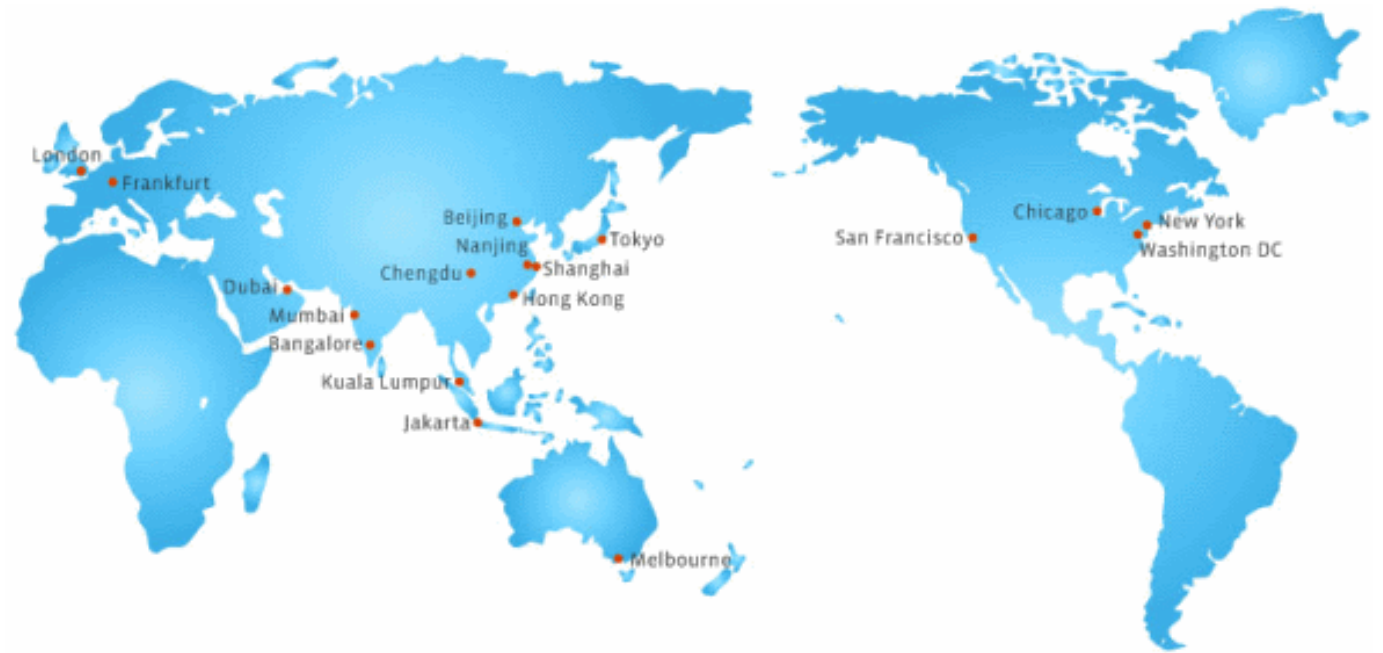 London
Frankfurt
Beijing
Nanjing
Tokyo
Chengdu
Shanghai
Dubai
Hong Kong
Mumbai
Bangalore
Kuala Lumpur
Jakarta
Melbourne
Chicago
New York
San Francisco
Washington DC